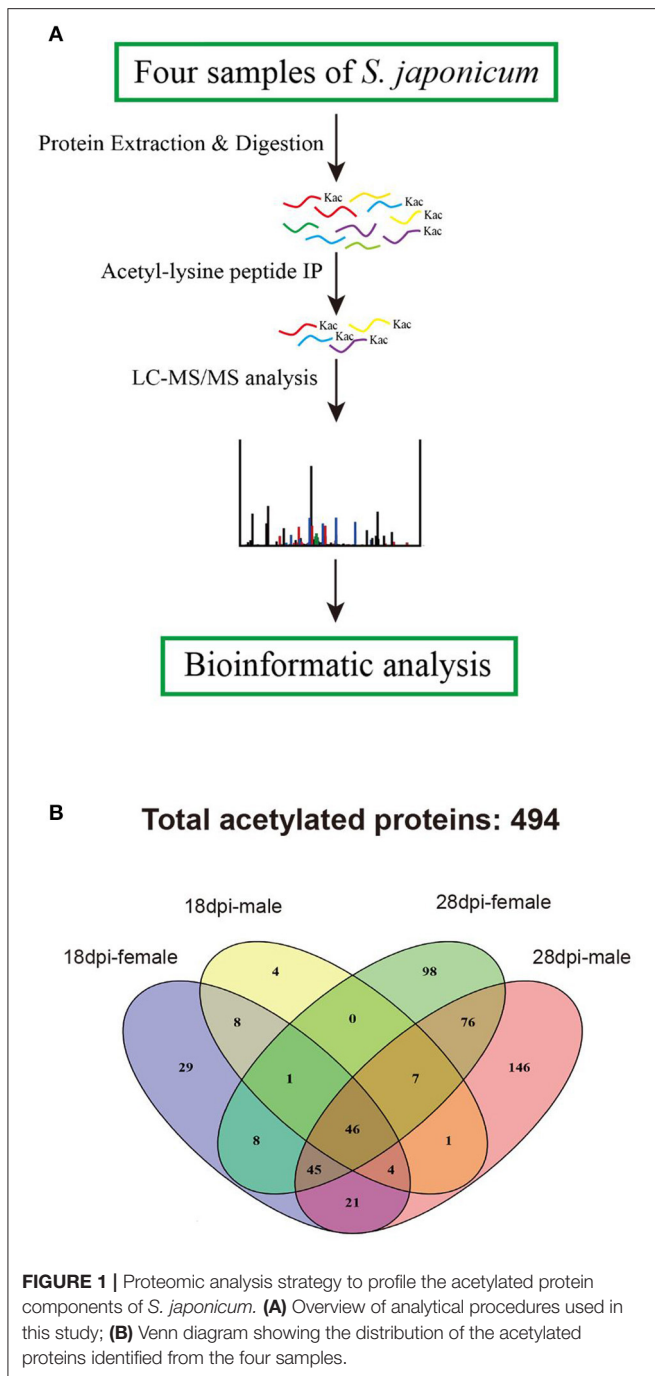 A
Four samples of S. japonicum
Protein Extraction & Digestion
Kac
Kac
Kac
Kac
Acetyl-lysine peptide IP
Kac
Kac
Kac
Kac
LC-MS/MS analysis
Bioinformatic analysis
B
Total acetylated proteins: 494
18dpi-male
28dpi-female
18dpi-female
28dpi-male
4
98
8
0
76
29
1
7
146
46
8
1
45
4
21
FIGURE 1 | Proteomic analysis strategy to profile the acetylated protein
components of S. japonicum. (A) Overview of analytical procedures used in
this study; (B) Venn diagram showing the distribution of the acetylated
proteins identified from the four samples.